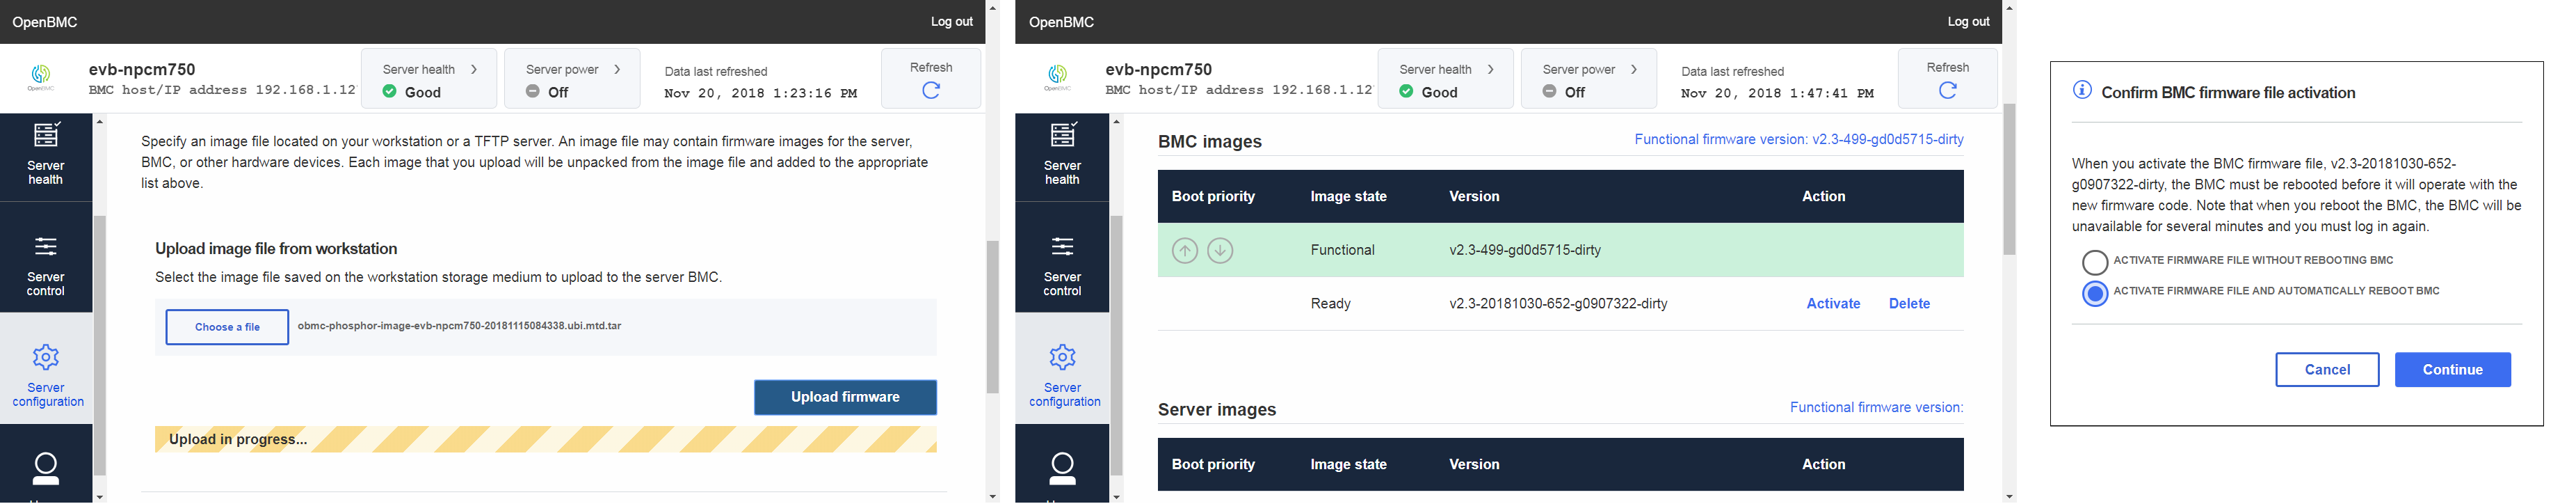 OpenBMC
Log out
OpenBMC
evb-npcm750
BMC host/IP address 192.168.1.12
Server health
Good
Server power
Off
Data last refreshed
Nov 20, 2018 1:23:16 PM
Refresh
Server
health
Server
control
Server
configuration
Specify an image file located on your workstation or a TFTP server. An image file may contain firmware images for the server,
BMC, or other hardware devices. Each image that you upload will be unpacked from the image file and added to the appropriate
list above.
Upload image file from workstation
Select the image file saved on the workstation storage medium to upload to the server BMC.
Choose a file
obmc-phosphor-image-evb-npcm750-20181115084338.ubi.mtd.tar
Upload firmware
Upload in progress...
OpenBMC
Log out
OpenBMC
evb-npcm750
BMC host/IP address 192.168.1.12
Server health
Good
Server power
Off
Data last refreshed
Nov 20, 2018 1:47:41 PM
Refresh
Server
health
Server
control
Server
configuration
BMC images
Functional firmware version: v2.3-499-gd0d5715-dirty
Boot priority Image state Version Action
Functional v2.3-499-gd0d5715-dirty
Ready v2.3-20181030-652-g0907322-dirty Activate Delete
Server images
Functional firmware version:
Boot priority Image state Version Action
Confirm BMC firmware file activation
When you activate the BMC firmware file, v2.3-20181030-652-
g0907322-dirty, the BMC must be rebooted before it will operate with the
new firmware code. Note that when you reboot the BMC, the BMC will be
unavailable for several minutes and you must log in again.
ACTIVATE FIRMWARE FILE WITHOUT REBOOTING BMC
ACTIVATE FIRMWARE FILE AND AUTOMATICALLY REBOOT BMC
Cancel
Continue